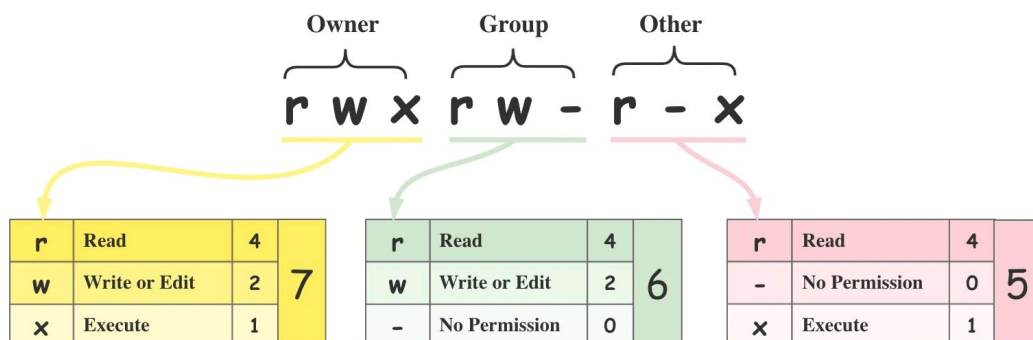 Owner Group Other
r w x r w - r - x
r Read 4 r Read 4 r Read 4
w Write or Edit 2 7 w Write or Edit 2 6 - No Permission 0 5
x Execute 1 - No Permission 0 x Execute 1